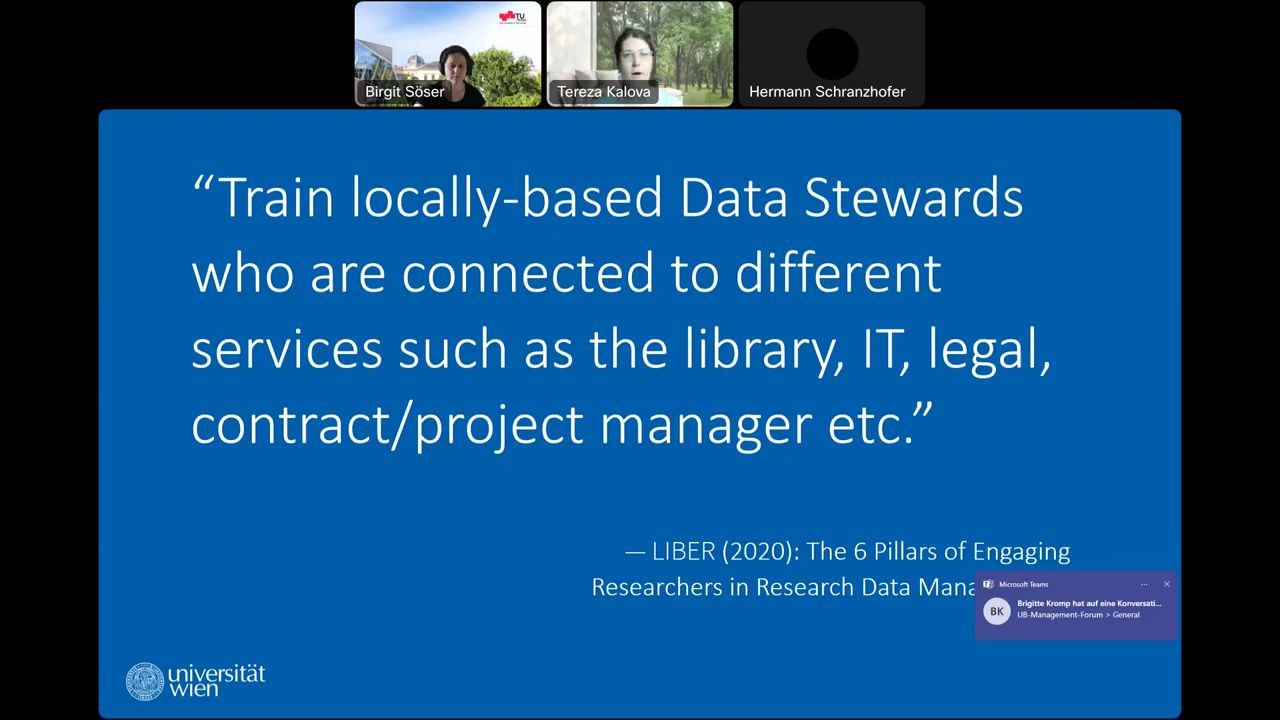 TU
Birgit Söser
Tereza Kalova
Hermann Schranzhofer
“Train locally-based Data Stewards
who are connected to different
services such as the library, IT, legal,
contract/project manager etc.”
— LIBER (2020): The 6 Pillars of Engaging
Researchers in Research Data Mana
Microsoft Teams
BK
Brigitte Kromp hat auf eine Konversati...
UB-Management-Forum > General
universität
wien